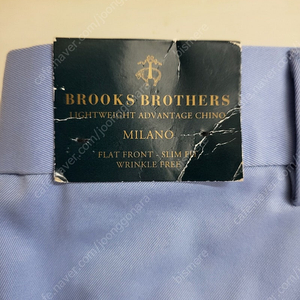 BROOKS BROTHERS
LIGHTWEIGHT ADVANTAGE CHINO
MILANO
FLAT FRONT - SLIM FIT
WRINKLE FREE